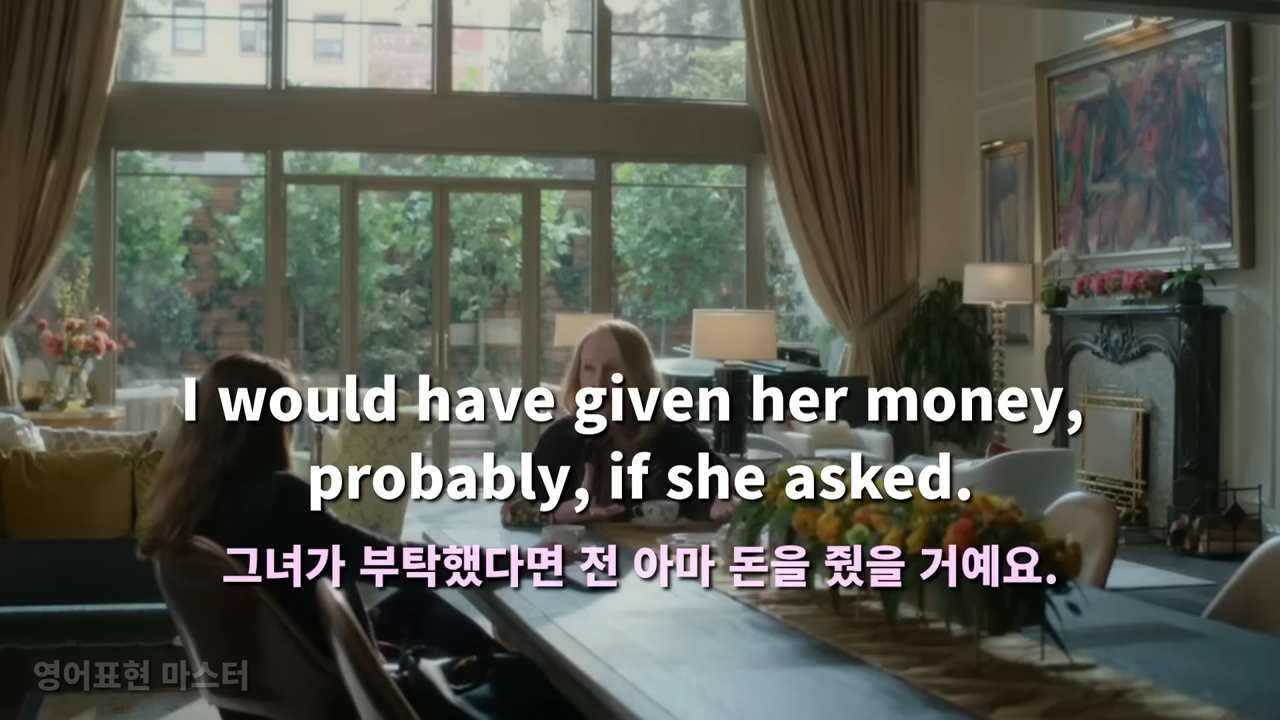 I would have given her money,
probably, if she asked.
그녀가 부탁했다면 전 아마 돈을 줬을 거예요.
영어표현 마스터